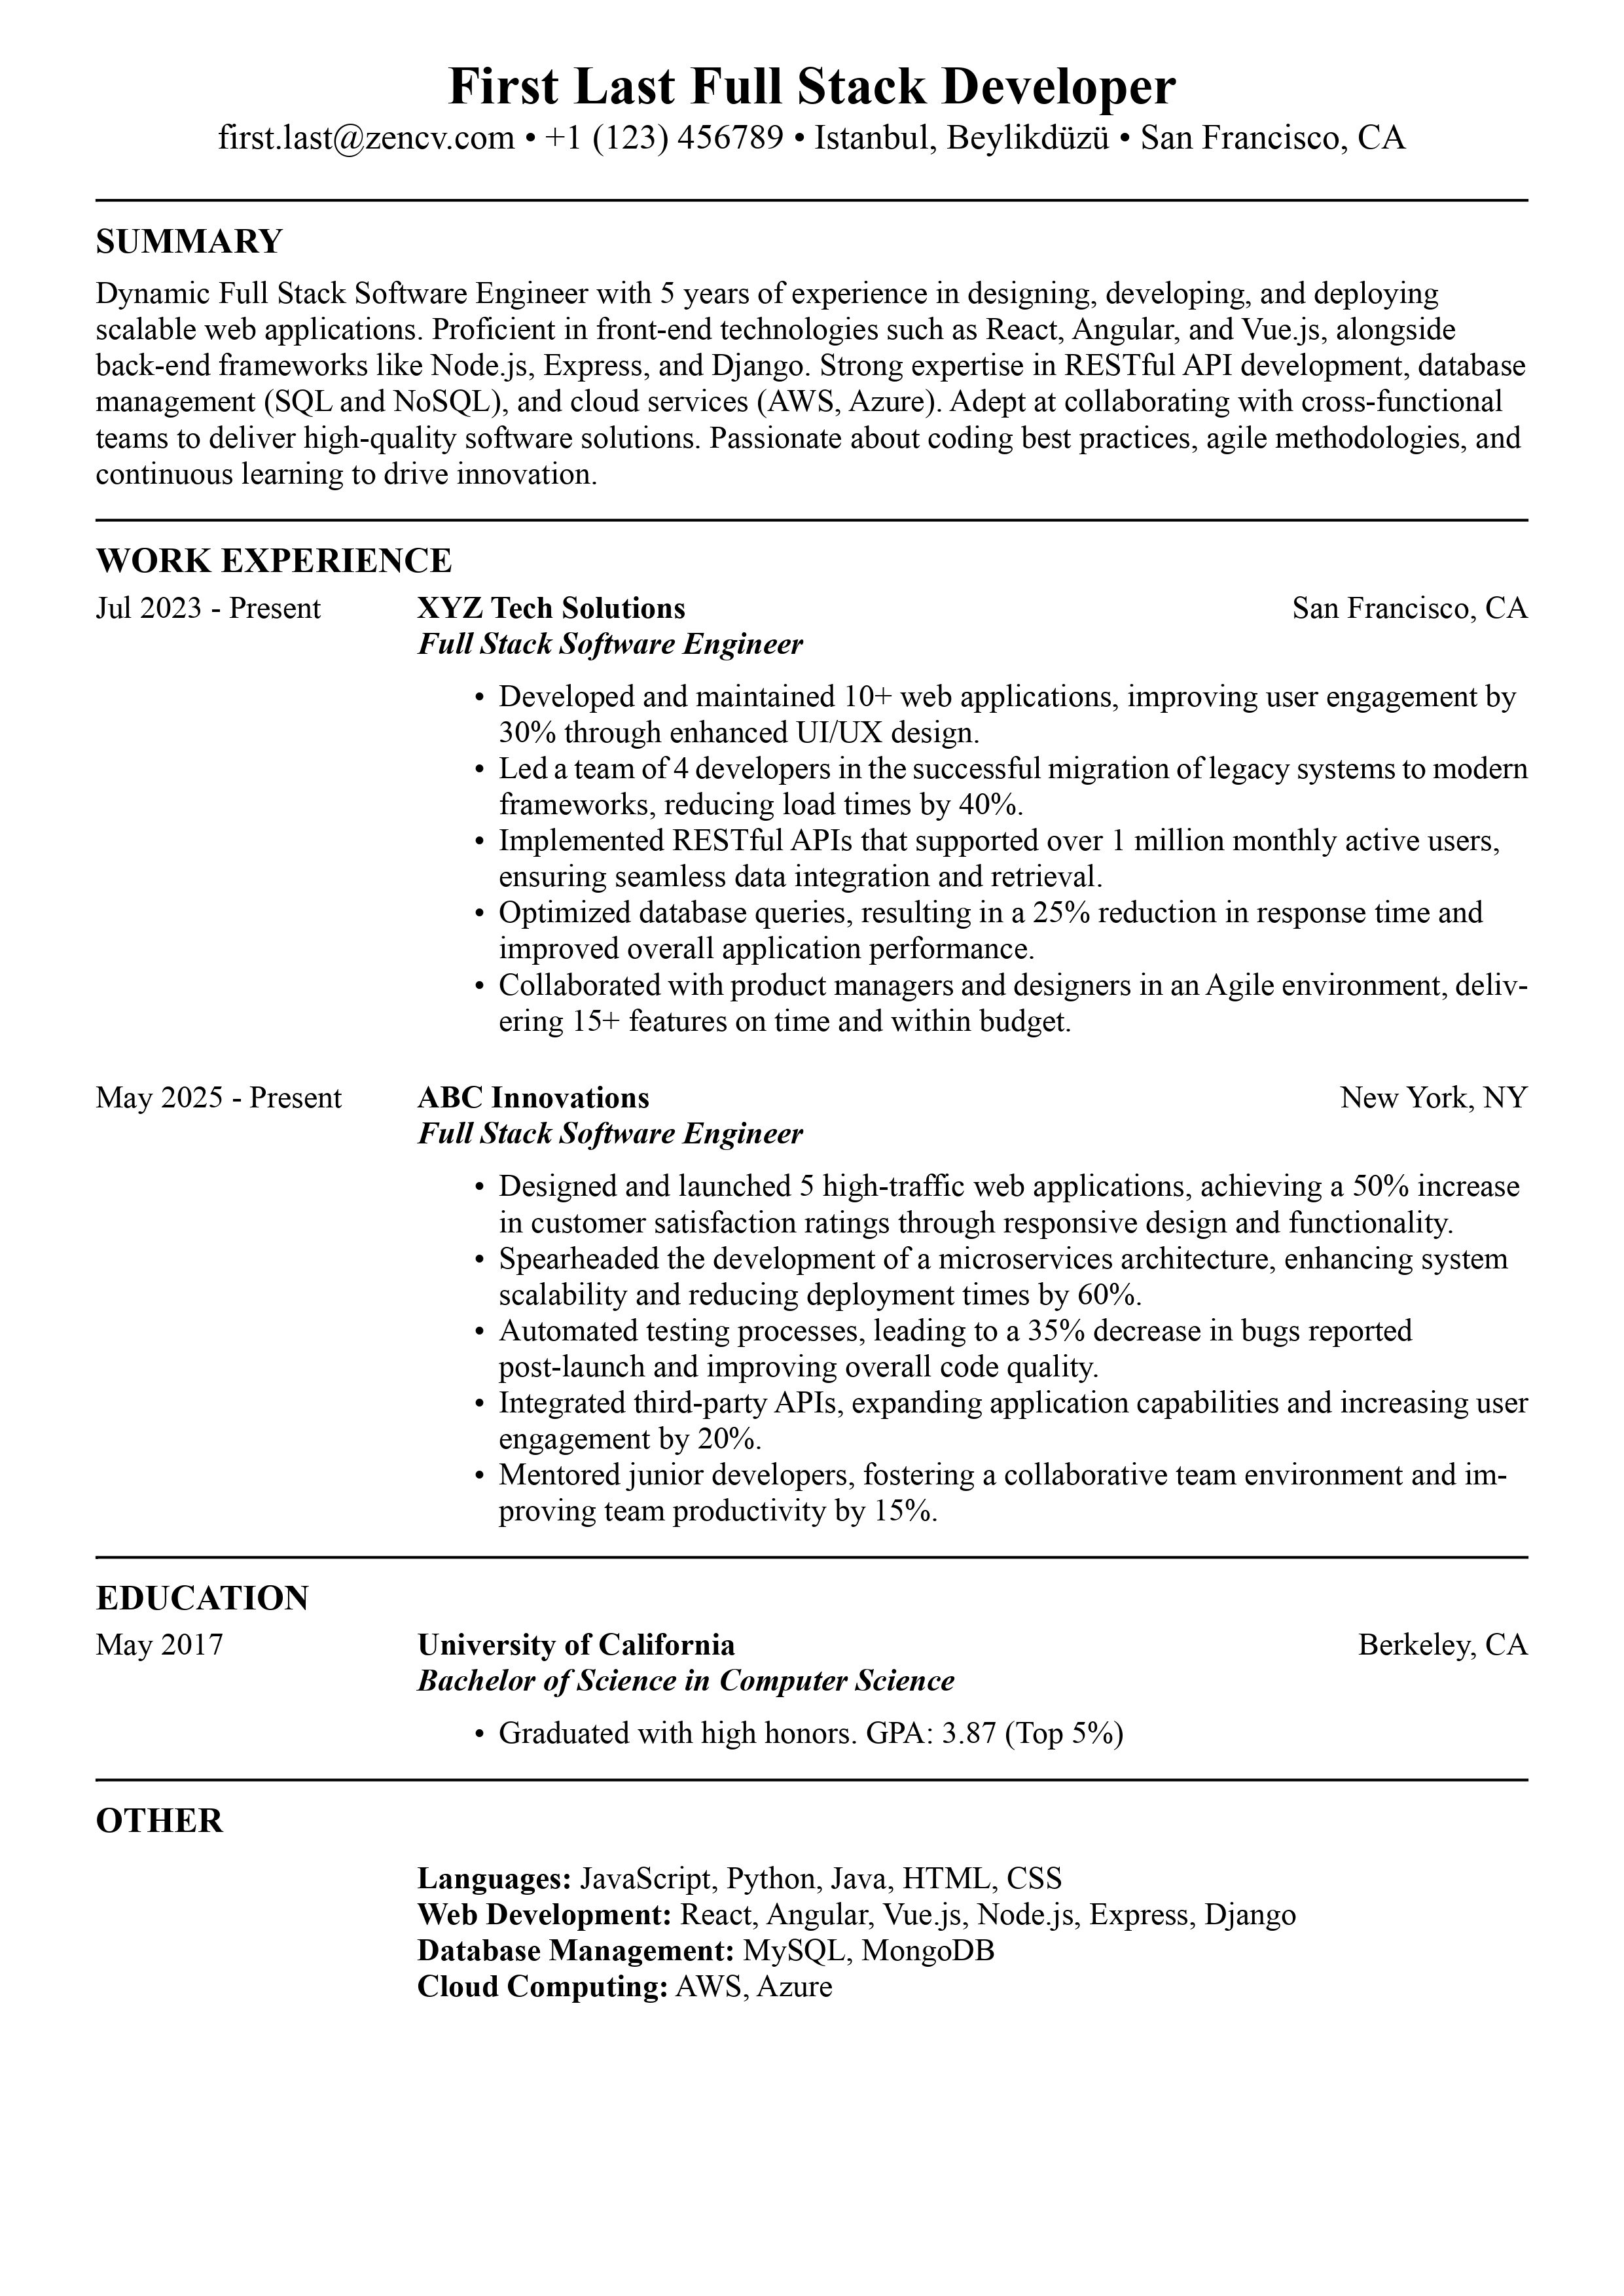 First Last Full Stack Developer
first.last@zencv.com • +1 (123) 456789 • Istanbul, Beylikdüzü • San Francisco, CA
SUMMARY
Dynamic Full Stack Software Engineer with 5 years of experience in designing, developing, and deploying
scalable web applications. Proficient in front-end technologies such as React, Angular, and Vue.js, alongside
back-end frameworks like Node.js, Express, and Django. Strong expertise in RESTful API development, database
management (SQL and NoSQL), and cloud services (AWS, Azure). Adept at collaborating with cross-functional
teams to deliver high-quality software solutions. Passionate about coding best practices, agile methodologies, and
continuous learning to drive innovation.
WORK EXPERIENCE
Jul 2023 - Present XYZ Tech Solutions San Francisco, CA
Full Stack Software Engineer
• Developed and maintained 10+ web applications, improving user engagement by
30% through enhanced UI/UX design.
• Led a team of 4 developers in the successful migration of legacy systems to modern
frameworks, reducing load times by 40%.
• Implemented RESTful APIs that supported over 1 million monthly active users,
ensuring seamless data integration and retrieval.
• Optimized database queries, resulting in a 25% reduction in response time and
improved overall application performance.
• Collaborated with product managers and designers in an Agile environment, deliv-
ering 15+ features on time and within budget.
May 2025 - Present ABC Innovations New York, NY
Full Stack Software Engineer
• Designed and launched 5 high-traffic web applications, achieving a 50% increase
in customer satisfaction ratings through responsive design and functionality.
• Spearheaded the development of a microservices architecture, enhancing system
scalability and reducing deployment times by 60%.
• Automated testing processes, leading to a 35% decrease in bugs reported
post-launch and improving overall code quality.
• Integrated third-party APIs, expanding application capabilities and increasing user
engagement by 20%.
• Mentored junior developers, fostering a collaborative team environment and im-
proving team productivity by 15%.
EDUCATION
May 2017 University of California Berkeley, CA
Bachelor of Science in Computer Science
• Graduated with high honors. GPA: 3.87 (Top 5%)
OTHER
Languages: JavaScript, Python, Java, HTML, CSS
Web Development: React, Angular, Vue.js, Node.js, Express, Django
Database Management: MySQL, MongoDB
Cloud Computing: AWS, Azure